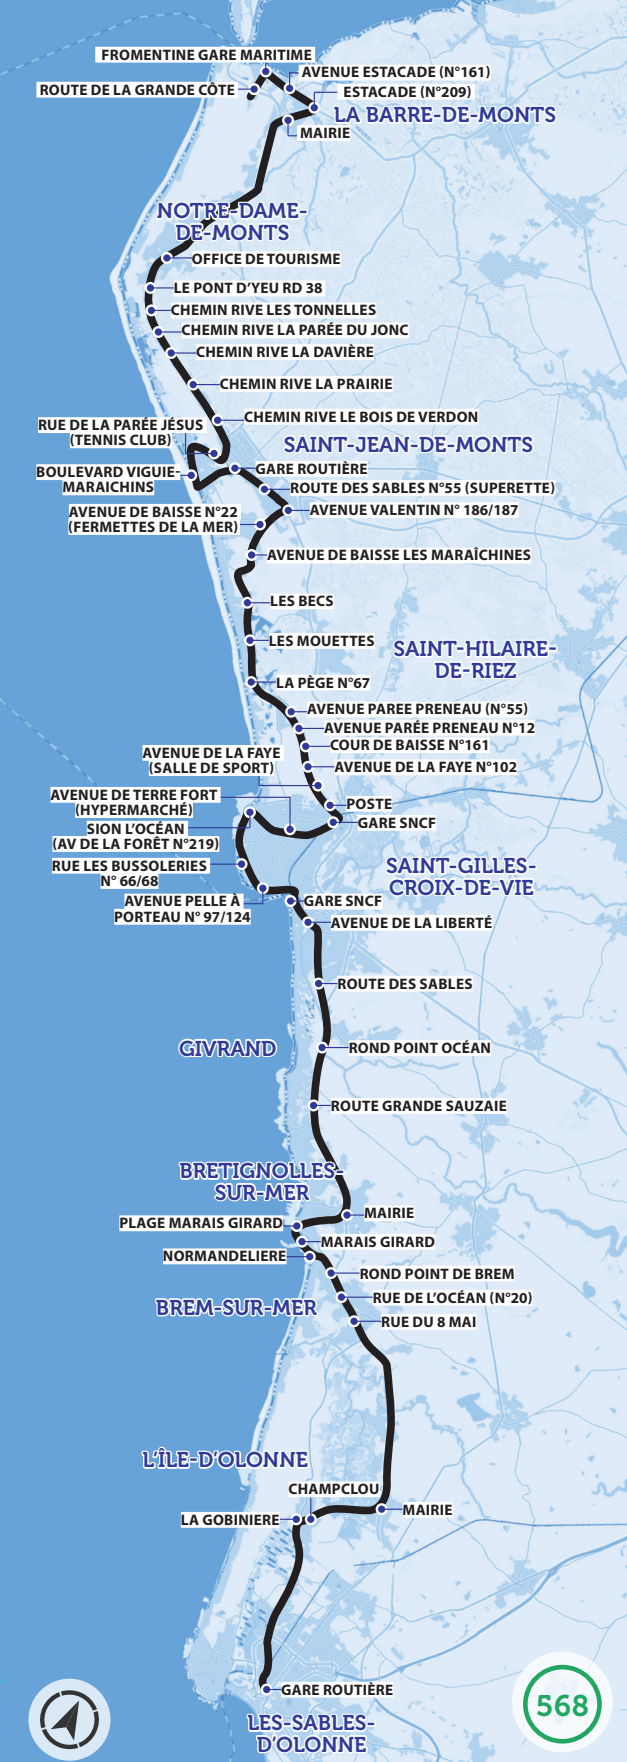 FROMENTINE GARE MARITIME
AVENUE ESTACADE (N°161)
ROUTE DE LA GRANDE CÔTE
ESTACADE (N°209)
LA BARRE-DE-MONTS
MAIRIE
NOTRE-DAME-
DE-MONTS
OFFICE DE TOURISME
LE PONT D'YEU RD 38
CHEMIN RIVE LES TONNELLES
CHEMIN RIVE LA PARÉE DU JONC
CHEMIN RIVE LA DAVIÈRE
CHEMIN RIVE LA PRAIRIE
CHEMIN RIVE LE BOIS DE VERDON
RUE DE LA PARÉE JÉSUS
(TENNIS CLUB)
SAINT-JEAN-DE-MONTS
GARE ROUTIÈRE
BOULEVARD VIGUIE-
MARAICHINS
ROUTE DES SABLES N°55 (SUPERETTE)
AVENUE VALENTIN N° 186/187
AVENUE DE BAISSE N°22
(FERMETTES DE LA MER)
AVENUE DE BAISSE LES MARAÎCHINES
LES BECS
LES MOUETTES
SAINT-HILAIRE-
DE-RIEZ
LA PÈGE N°67
AVENUE PAREE PRENEAU (N°55)
AVENUE PARÉE PRENEAU N°12
COUR DE BAISSE N°161
AVENUE DE LA FAYE
(SALLE DE SPORT)
AVENUE DE LA FAYE N°102
AVENUE DE TERRE FORT
(HYPERMARCHÉ)
POSTE
GARE SNCF
SION L'OCÉAN
(AV DE LA FORÊT N°219)
RUE LES BUSSOLERIES
N° 66/68
SAINT-GILLES-
CROIX-DE-VIE
AVENUE PELLE À
PORTEAU N° 97/124
GARE SNCF
AVENUE DE LA LIBERTÉ
ROUTE DES SABLES
GIVRAND
ROND POINT OCÉAN
ROUTE GRANDE SAUZAIE
BRETIGNOLLES-
SUR-MER
MAIRIE
PLAGE MARAIS GIRARD
MARAIS GIRARD
NORMANDELIERE
ROND POINT DE BREM
BREM-SUR-MER
RUE DE L'OCÉAN (N°20)
RUE DU 8 MAI
L'ÎLE-D'OLONNE
CHAMPCLOU
MAIRIE
LA GOBINIERE
GARE ROUTIÈRE
568
LES-SABLES-
D'OLONNE